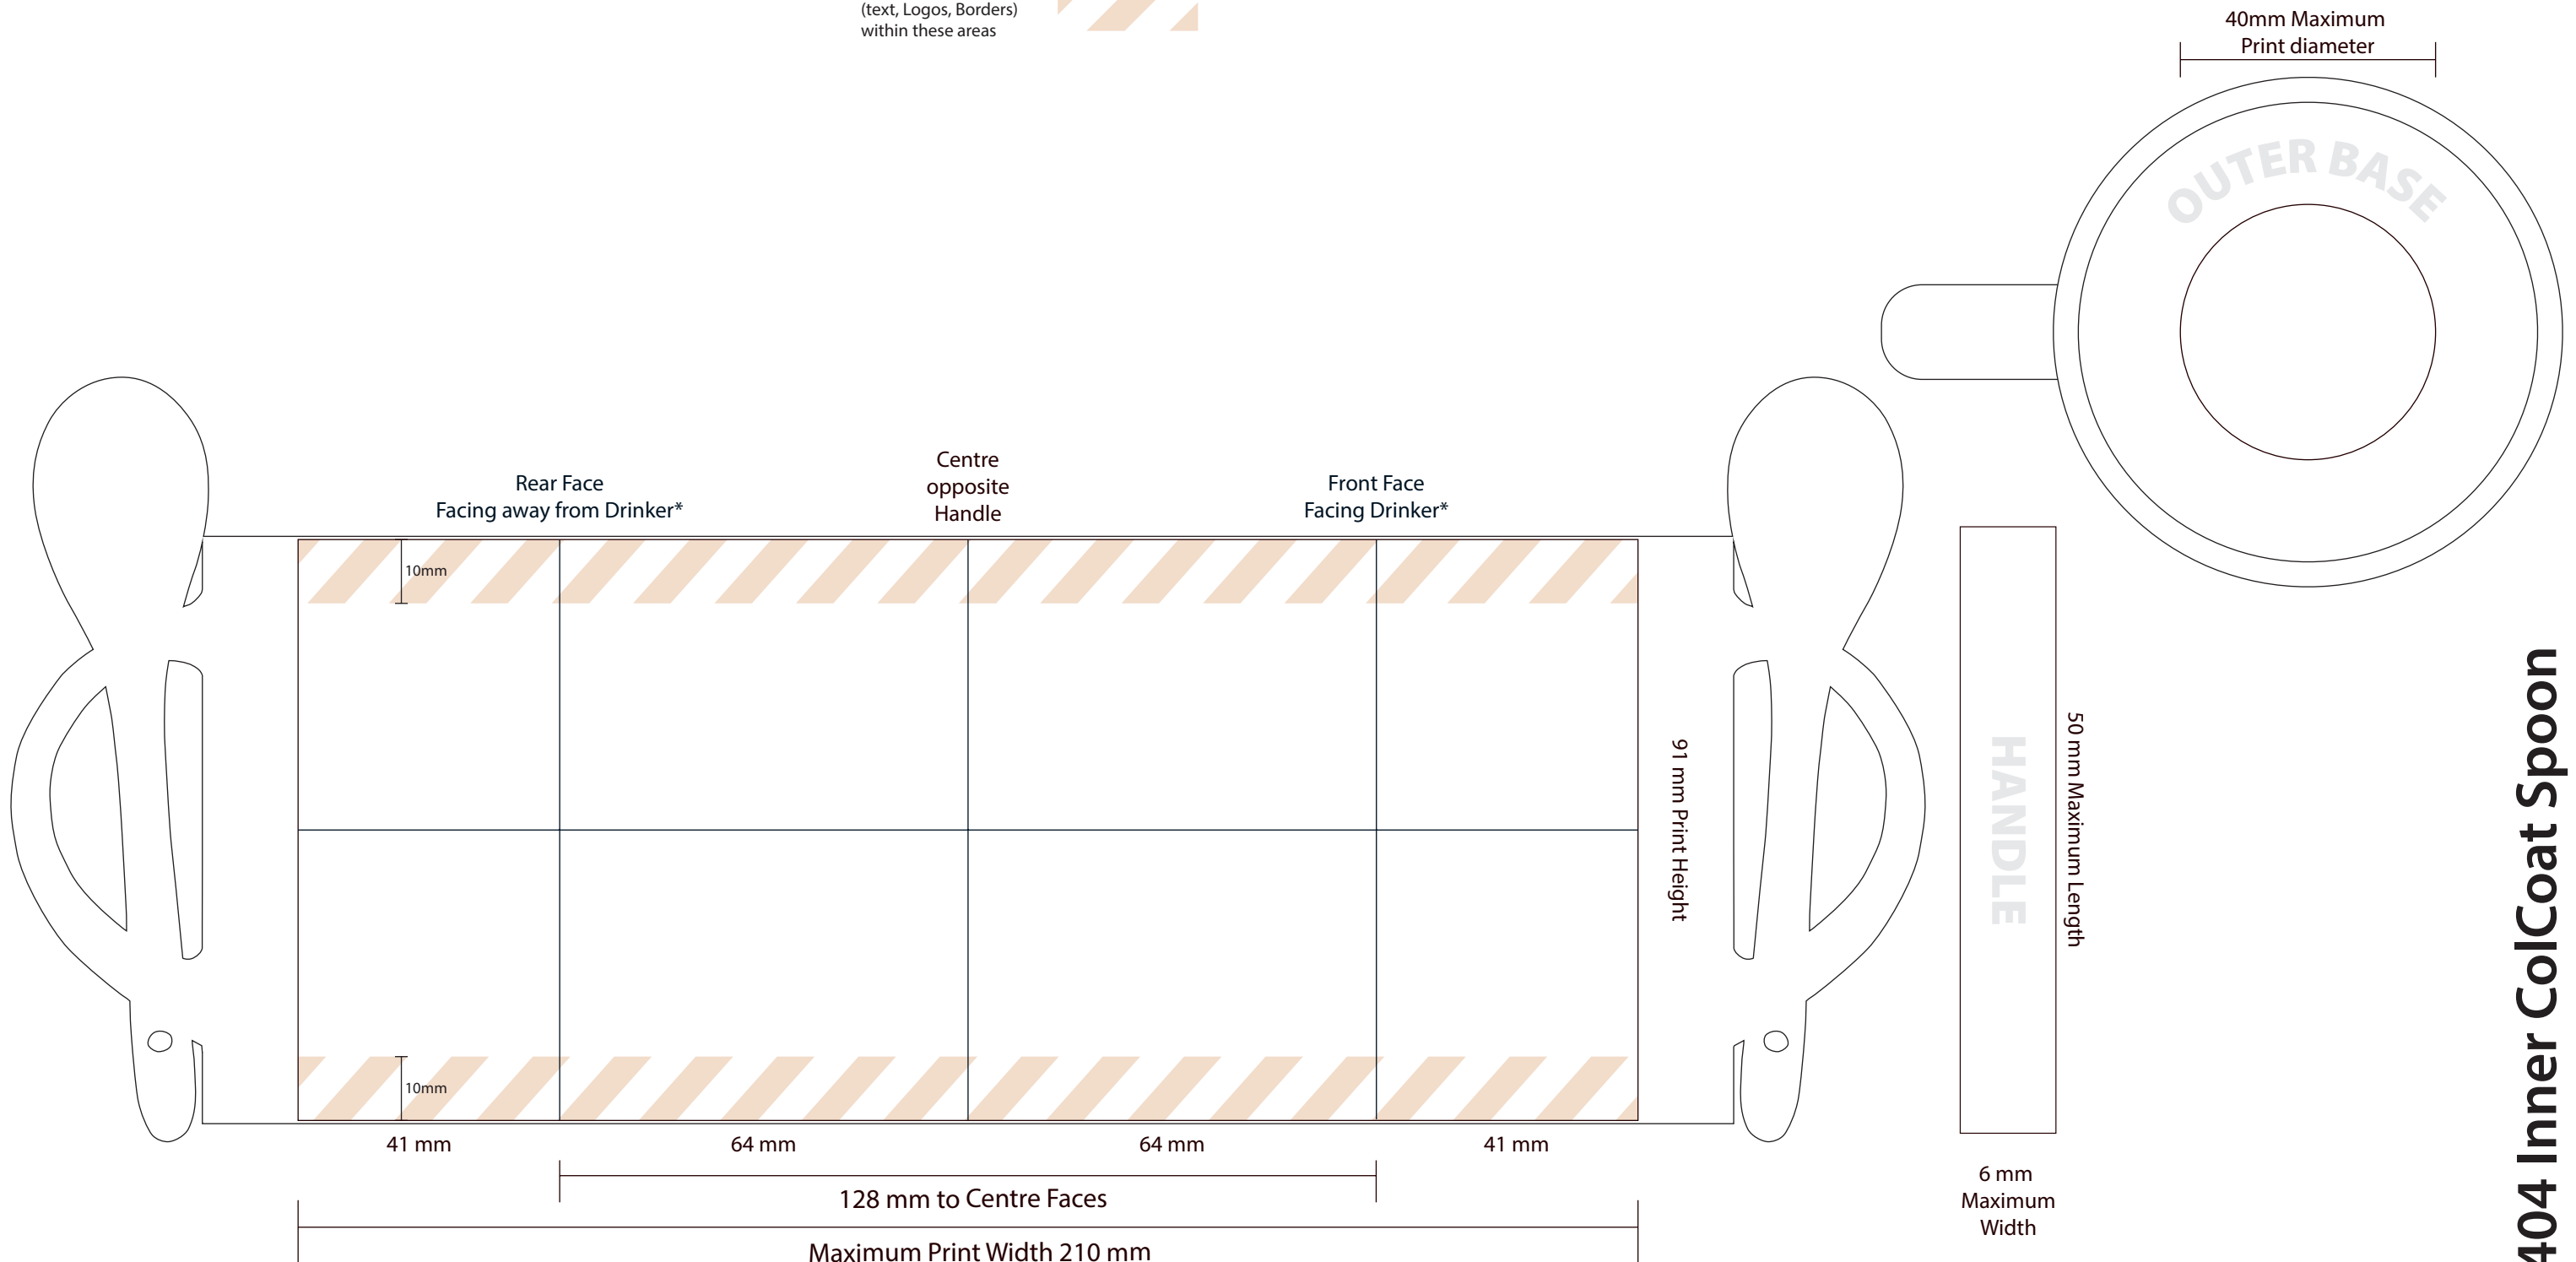 (text, Logos, Borders)
within these areas
40mm Maximum
Print diameter
OUTER BASE
Rear Face
Facing away from Drinker*
Centre
opposite
Handle
Front Face
Facing Drinker*
10mm
91 mm Print Height
HANDLE
50 mm Maximum Length
10mm
41 mm
64 mm
64 mm
41 mm
128 mm to Centre Faces
Maximum Print Width 210 mm
6 mm
Maximum
Width
404 Inner ColCoat Spoon